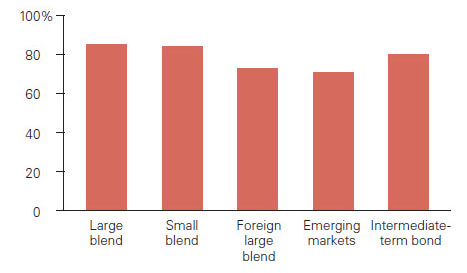 100%
80
60
40
20
0
Large
blend
Small
blend
Foreign
large
blend
Emerging
markets
Intermediate-
term bond